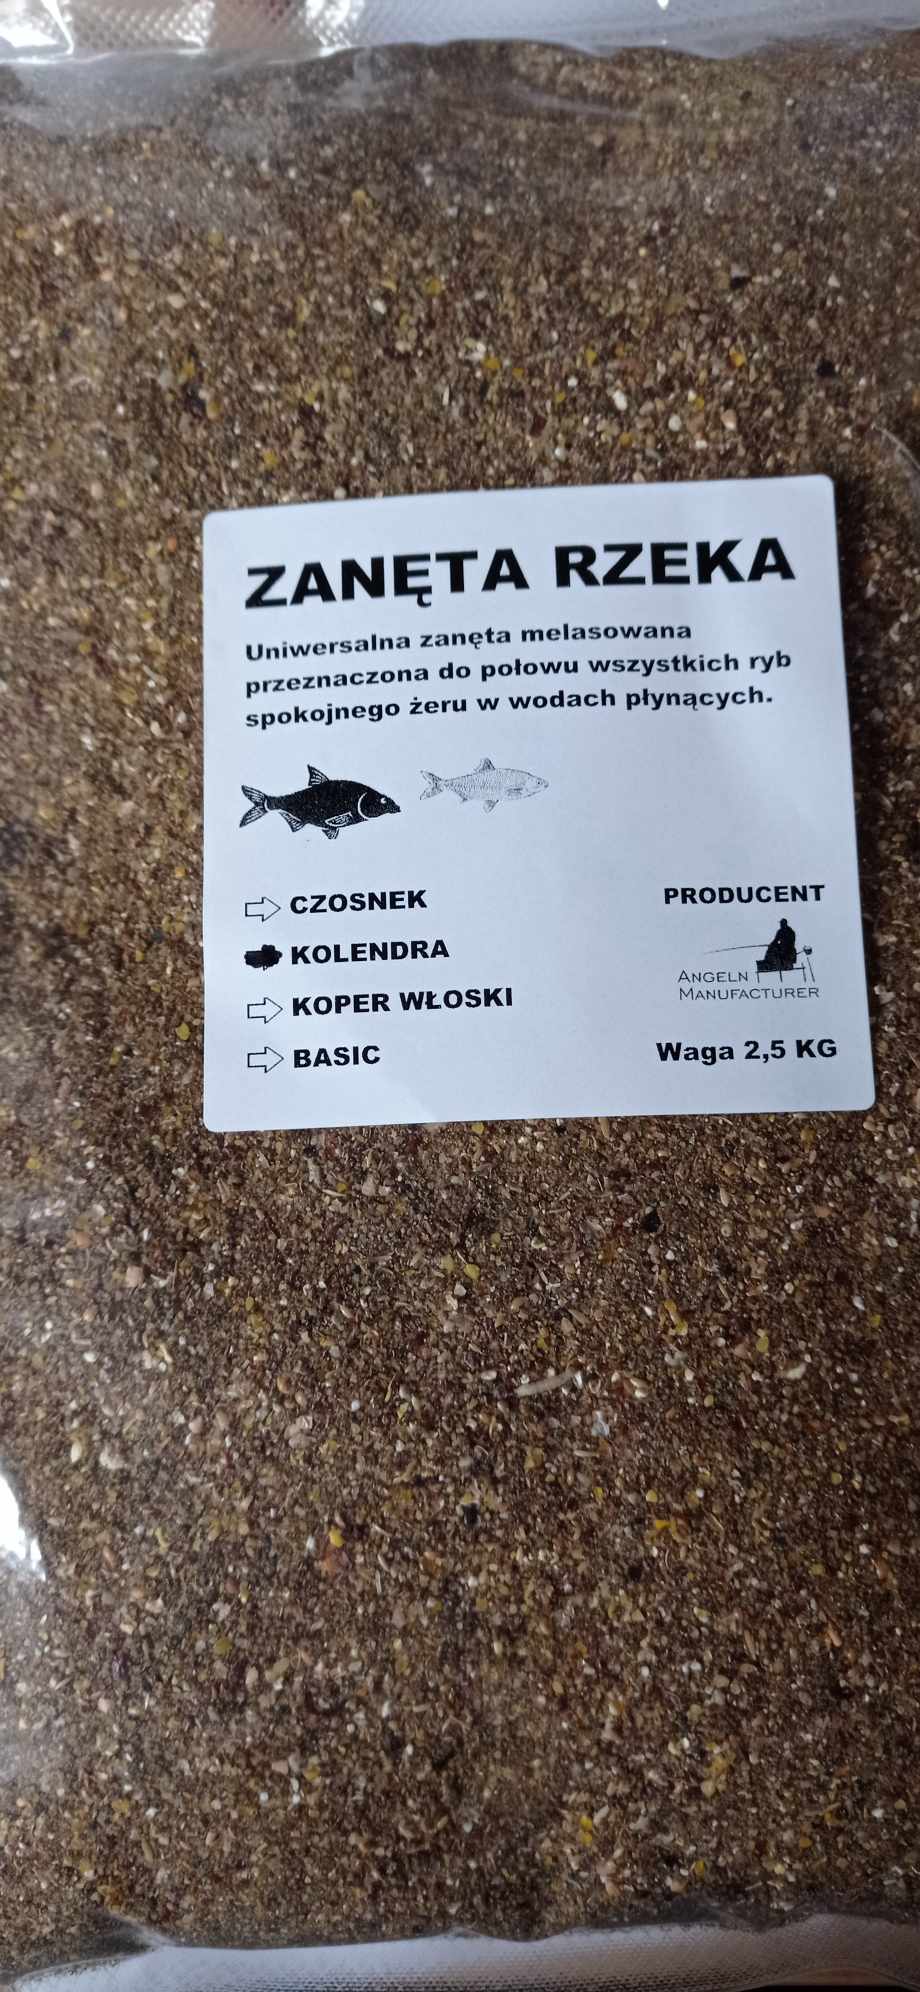 ZANĘTA RZEKA
Uniwersalna zanęta melasowana
przeznaczona do połowu wszystkich ryb
spokojnego żeru w wodach płynących.
CZOSNEK
KOLENDRA
KOPER WŁOSKI
BASIC
PRODUCENT
ANGELN
MANUFACTURER
Waga 2,5 KG